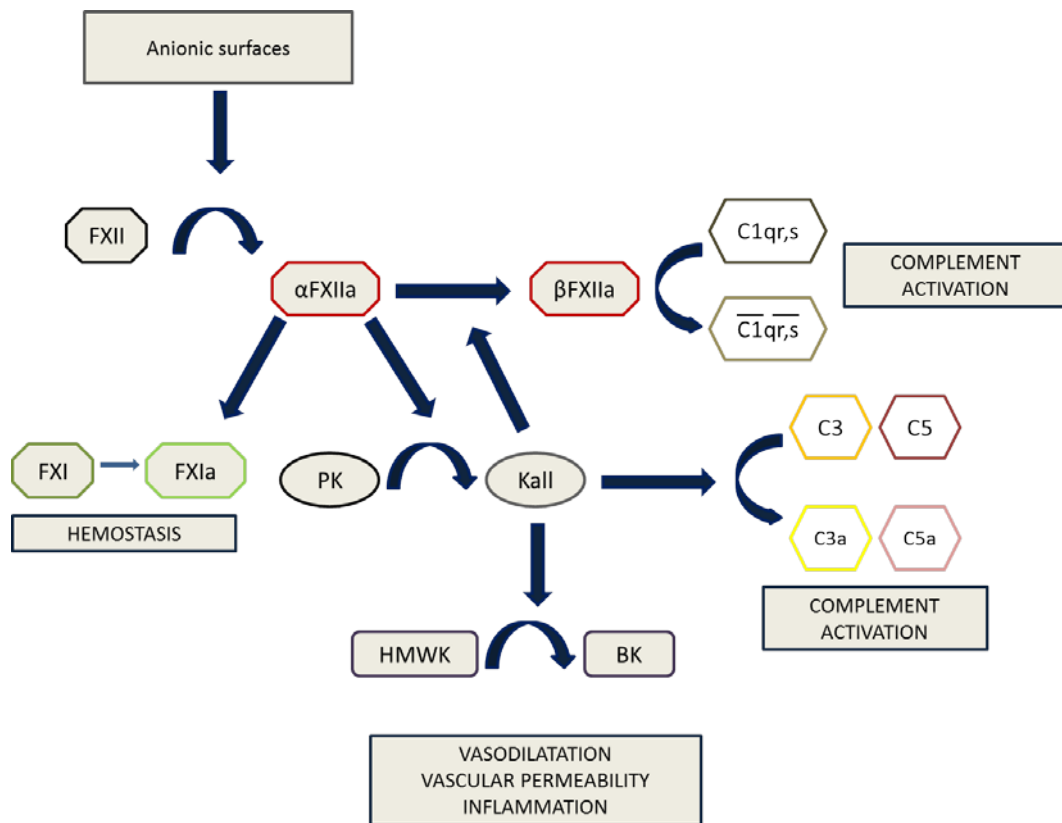 Anionic surfaces
FXII
C1qr,s
αFXIIa
βFXIIa
COMPLEMENT
ACTIVATION
C1qr,s
FXI
FXIa
PK
Kall
C3
C5
HEMOSTASIS
C3a
C5a
COMPLEMENT
ACTIVATION
HMWK
BK
VASODILATATION
VASCULAR PERMEABILITY
INFLAMMATION